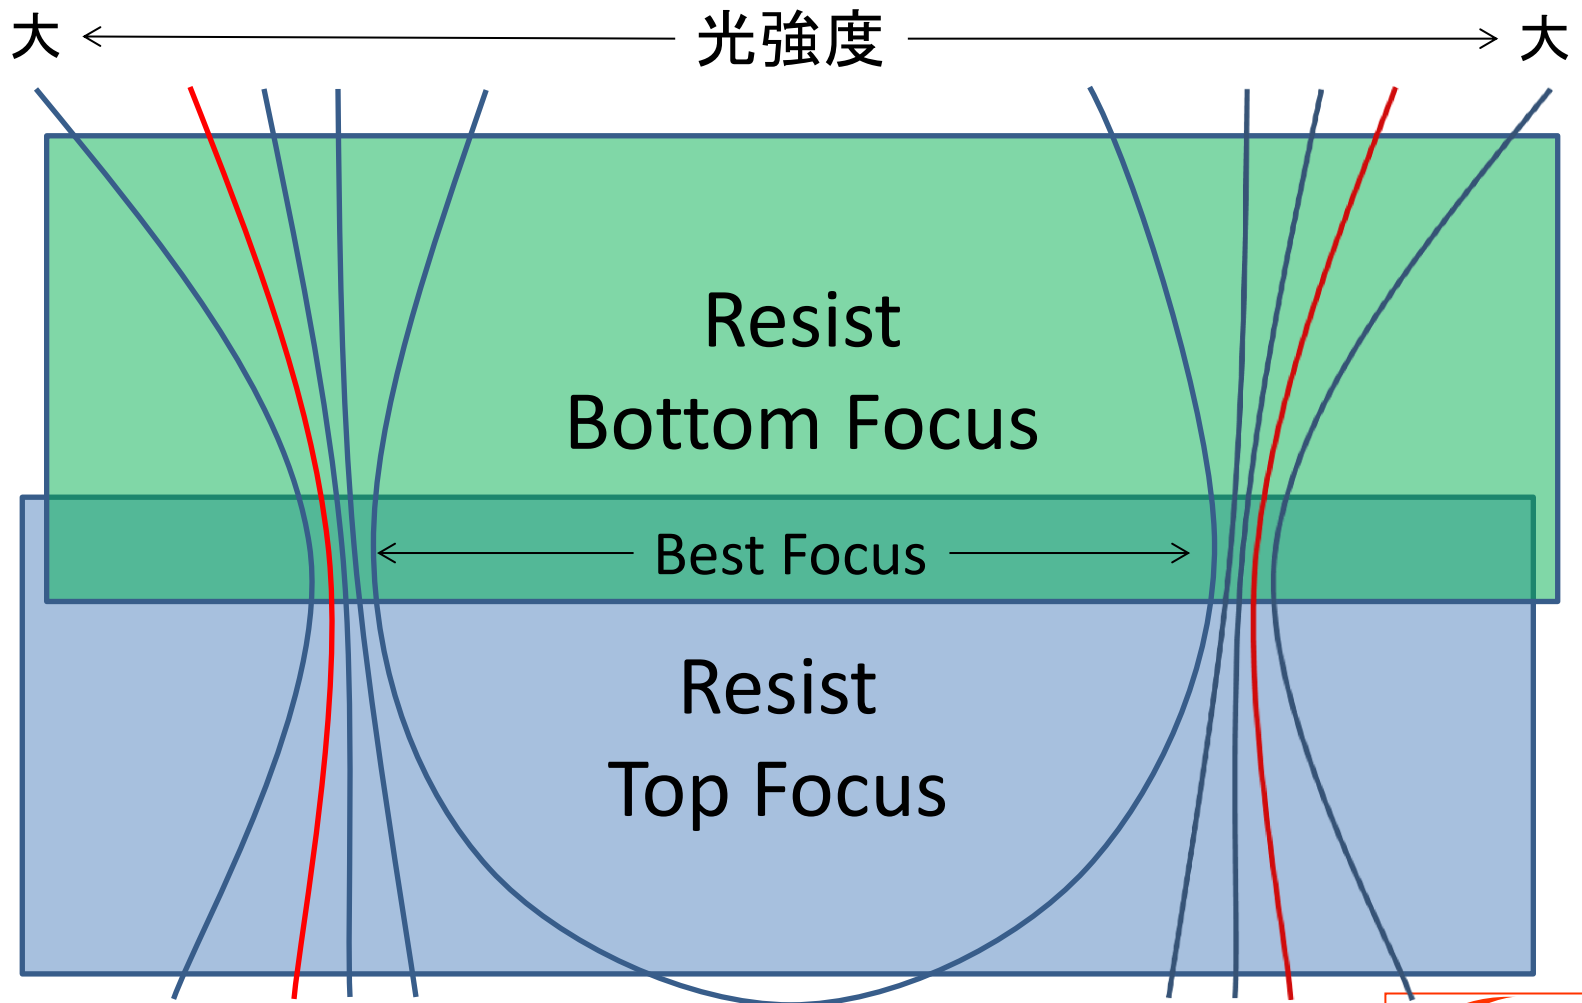 大 光強度 大
Resist
Bottom Focus
Best Focus
Resist
Top Focus